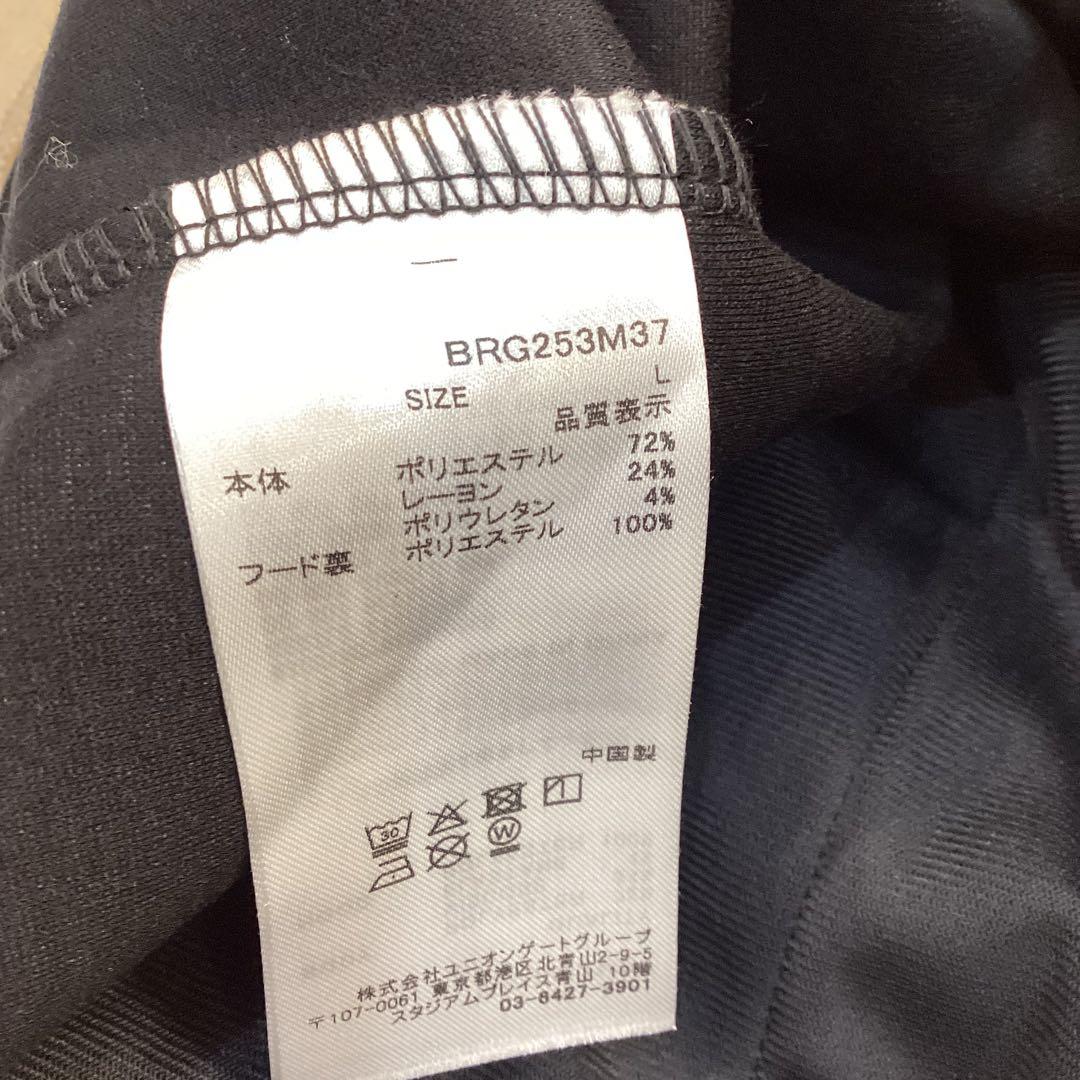 BRG253M37
SIZE L
品質表示
本体 ポリエステル 72%
レーヨン 24%
ポリウレタン 4%
フード裏 ポリエステル 100%
中国製
30
W
株式会社ユニオンゲートグループ
〒107-0061 東京都港区北青山2-9-5
スタジアムプレイス青山 10階
03-6427-3901